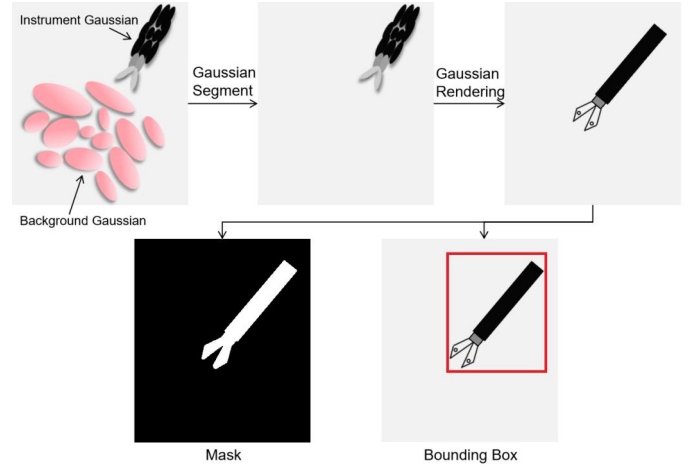 Instrument Gaussian
Gaussian
Segment
Gaussian
Rendering
Background Gaussian
Mask
Bounding Box